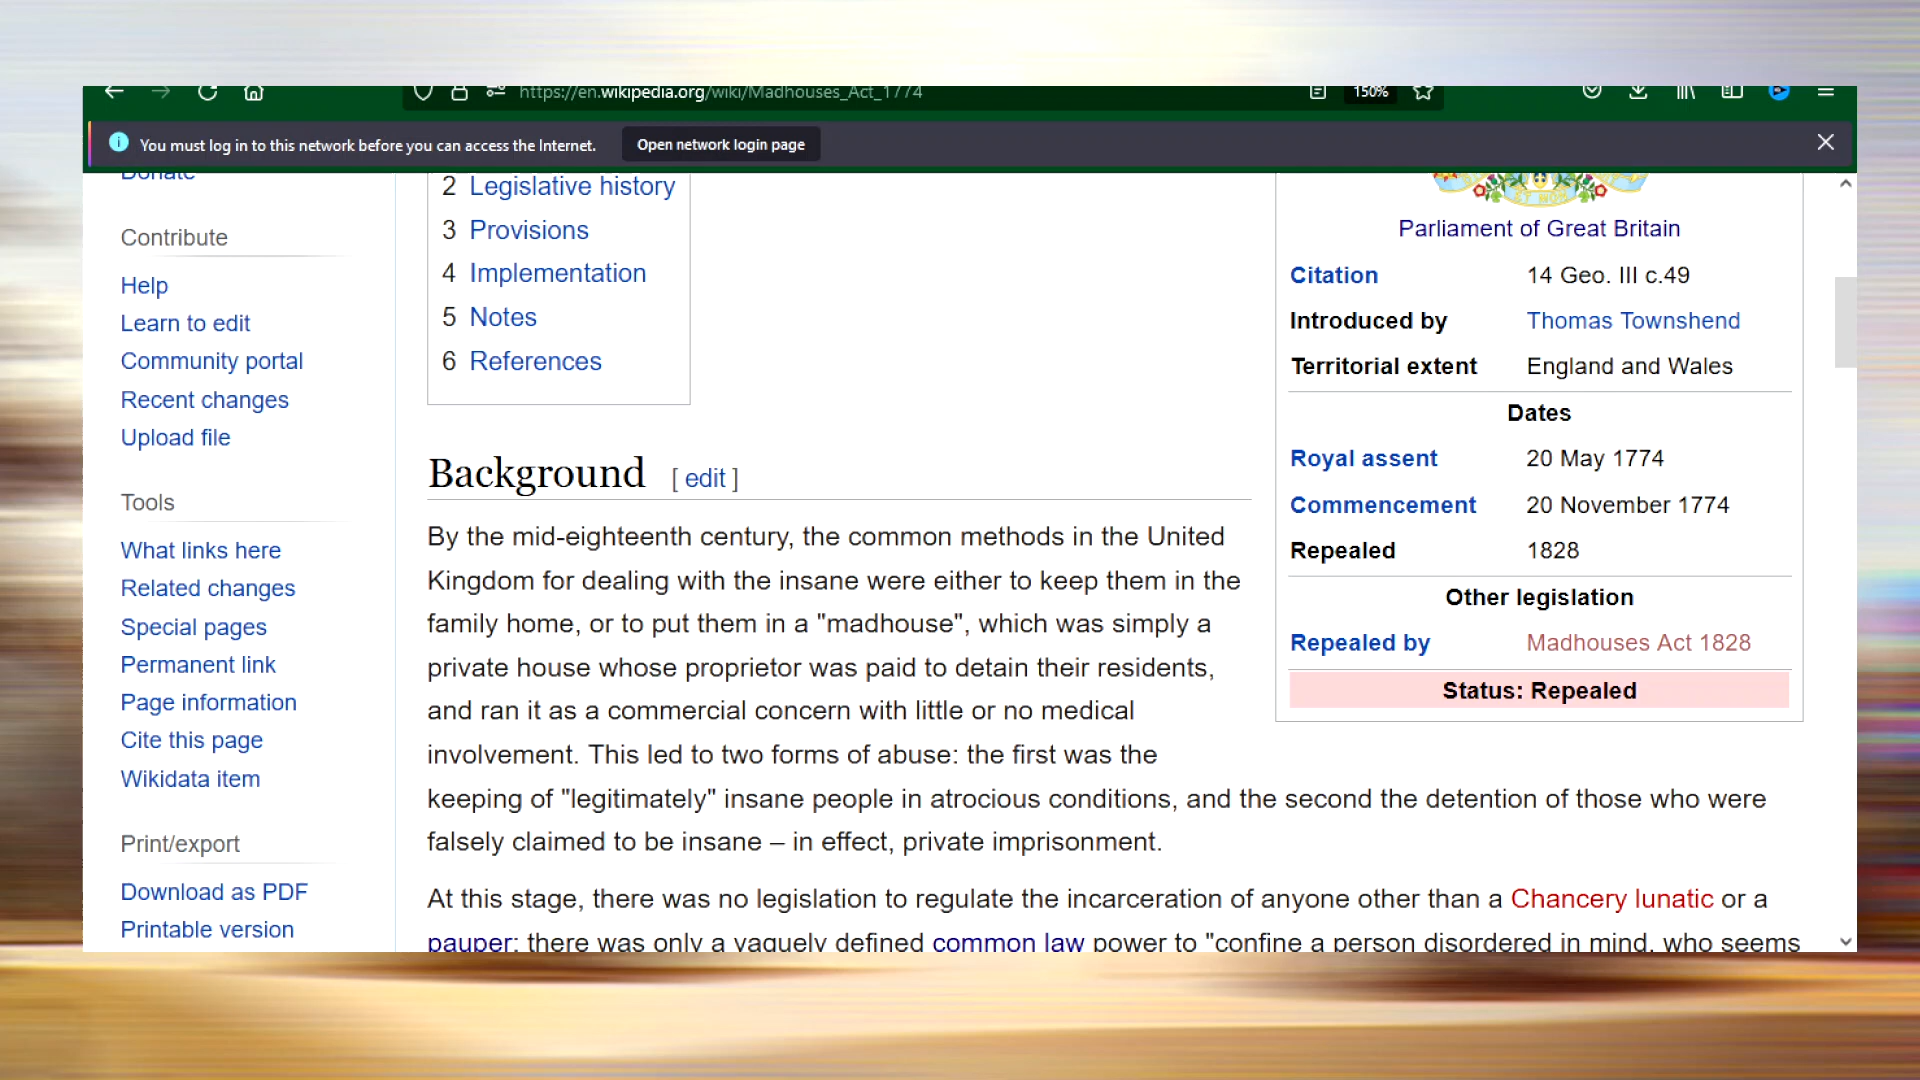 https://en.wikipedia.org/wiki/Madhouses_Act_1774
150%
You must log in to this network before you can access the Internet.
Open network login page
Donate
Contribute
Help
Learn to edit
Community portal
Recent changes
Upload file
Tools
What links here
Related changes
Special pages
Permanent link
Page information
Cite this page
Wikidata item
Print/export
Download as PDF
Printable version
2 Legislative history
3 Provisions
4 Implementation
5 Notes
6 References
Background [ edit ]
By the mid-eighteenth century, the common methods in the United
Kingdom for dealing with the insane were either to keep them in the
family home, or to put them in a "madhouse", which was simply a
private house whose proprietor was paid to detain their residents,
and ran it as a commercial concern with little or no medical
involvement. This led to two forms of abuse: the first was the
keeping of "legitimately" insane people in atrocious conditions, and the second the detention of those who were
falsely claimed to be insane – in effect, private imprisonment.
At this stage, there was no legislation to regulate the incarceration of anyone other than a Chancery lunatic or a
pauper; there was only a vaguely defined common law power to "confine a person disordered in mind, who seems
Parliament of Great Britain
Citation 14 Geo. III c.49
Introduced by Thomas Townshend
Territorial extent England and Wales
Dates
Royal assent 20 May 1774
Commencement 20 November 1774
Repealed 1828
Other legislation
Repealed by Madhouses Act 1828
Status: Repealed